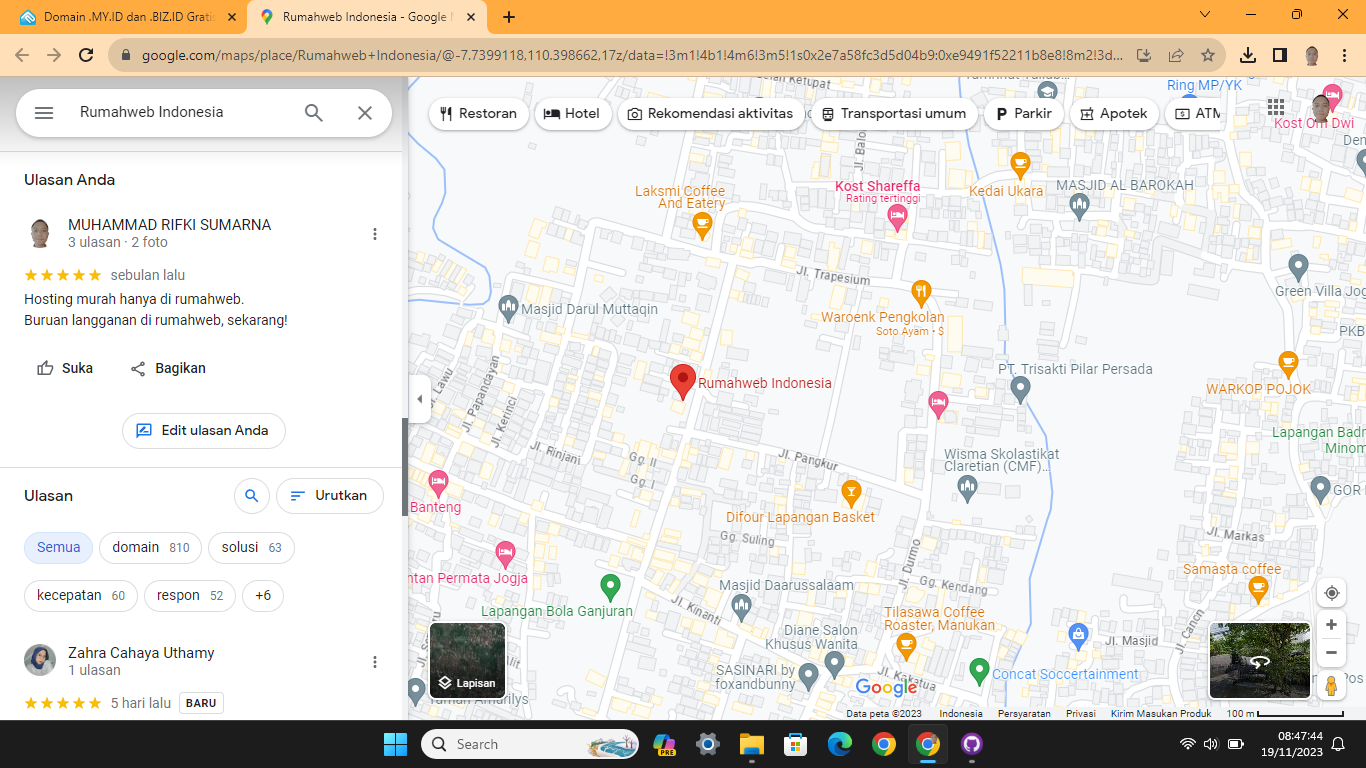 Domain .MY.ID dan .BIZ.ID Gratis
Rumahweb Indonesia - Google M
google.com/maps/place/Rumahweb+Indonesia/@-7.7399118,110.398662,17z/data=!3m1!4b1!4m6!3m5!1s0x2e7a58fc3d5d04b9:0xe9491f52211b8e8!8m2!3d...
Rumahweb Indonesia
Restoran
Hotel
Rekomendasi aktivitas
Transportasi umum
Parkir
Apotek
ATM
Ulasan Anda
MUHAMMAD RIFKI SUMARNA
3 ulasan · 2 foto
sebulan lalu
Hosting murah hanya di rumahweb.
Buruan langganan di rumahweb, sekarang!
Suka
Bagikan
Edit ulasan Anda
Ulasan
Urutkan
Semua
domain 810
solusi 63
kecepatan 60
respon 52
+6
Zahra Cahaya Uthamy
1 ulasan
5 hari lalu
BARU
Ring MP/YK
Kost Om Dwi
Jl. Balo
Laksmi Coffee
And Eatery
Kost Shareffa
Rating tertinggi
Kedai Ukara
MASJID AL BAROKAH
Jl. Trapesium
Green Villa Jog
Masjid Darul Muttaqin
Waroenk Pengkolan
Soto Ayam • $
PKB
Rumahweb Indonesia
PT. Trisakti Pilar Persada
WARKOP POJOK
Jl. Lawu
Jl. Papandayan
Jl. Kerinci
Jl. Rinjani
Gg. II
Gg. I
Jl. Pangkur
Wisma Skolastikat
Claretian (CMF)...
Lapangan Badm
Minom
GOR
Banteng
Difour Lapangan Basket
Gg. Suling
Jl. Durmo
Jl. Markas
ntan Permata Jogja
Lapangan Bola Ganjuran
Jl. Kinanti
Masjid Daarussalaam
Gg. Kendang
Samasta coffee
Tilasawa Coffee
Roaster, Manukan
Diane Salon
Khusus Wanita
Jl. Masjid
Jl. Cancn
SASINARI by
foxandbunny
Jl. Kakatua
Concat Soccertainment
Pos
Lapisan
Google
Data peta ©2023
Indonesia
Persyaratan
Privasi
Kirim Masukan Produk
100 m
Search
PRE
08:47:44
19/11/2023